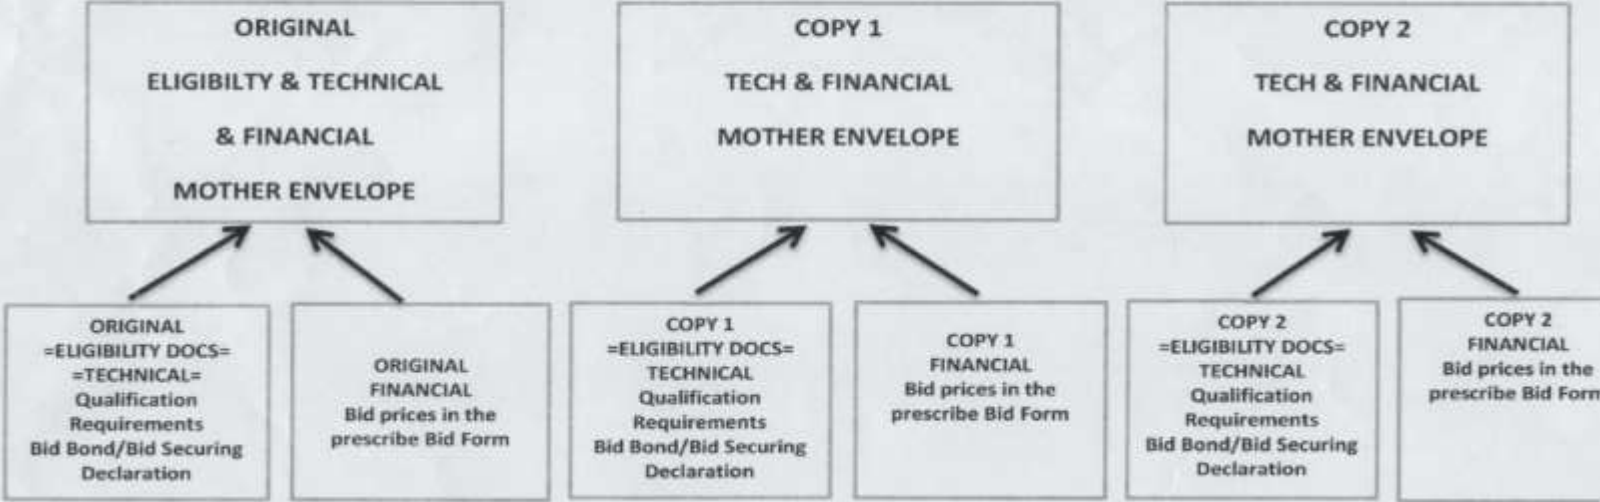 ORIGINAL
ELIGIBILTY & TECHNICAL
& FINANCIAL
MOTHER ENVELOPE
COPY 1
TECH & FINANCIAL
MOTHER ENVELOPE
COPY 2
TECH & FINANCIAL
MOTHER ENVELOPE
ORIGINAL
=ELIGIBILITY DOCS=
=TECHNICAL=
Qualification
Requirements
Bid Bond/Bid Securing
Declaration
ORIGINAL
FINANCIAL
Bid prices in the
prescribe Bid Form
COPY 1
=ELIGIBILITY DOCS=
TECHNICAL
Qualification
Requirements
Bid Bond/Bid Securing
Declaration
COPY 1
FINANCIAL
Bid prices in the
prescribe Bid Form
COPY 2
=ELIGIBILITY DOCS=
TECHNICAL
Qualification
Requirements
Bid Bond/Bid Securing
Declaration
COPY 2
FINANCIAL
Bid prices in the
prescribe Bid Form